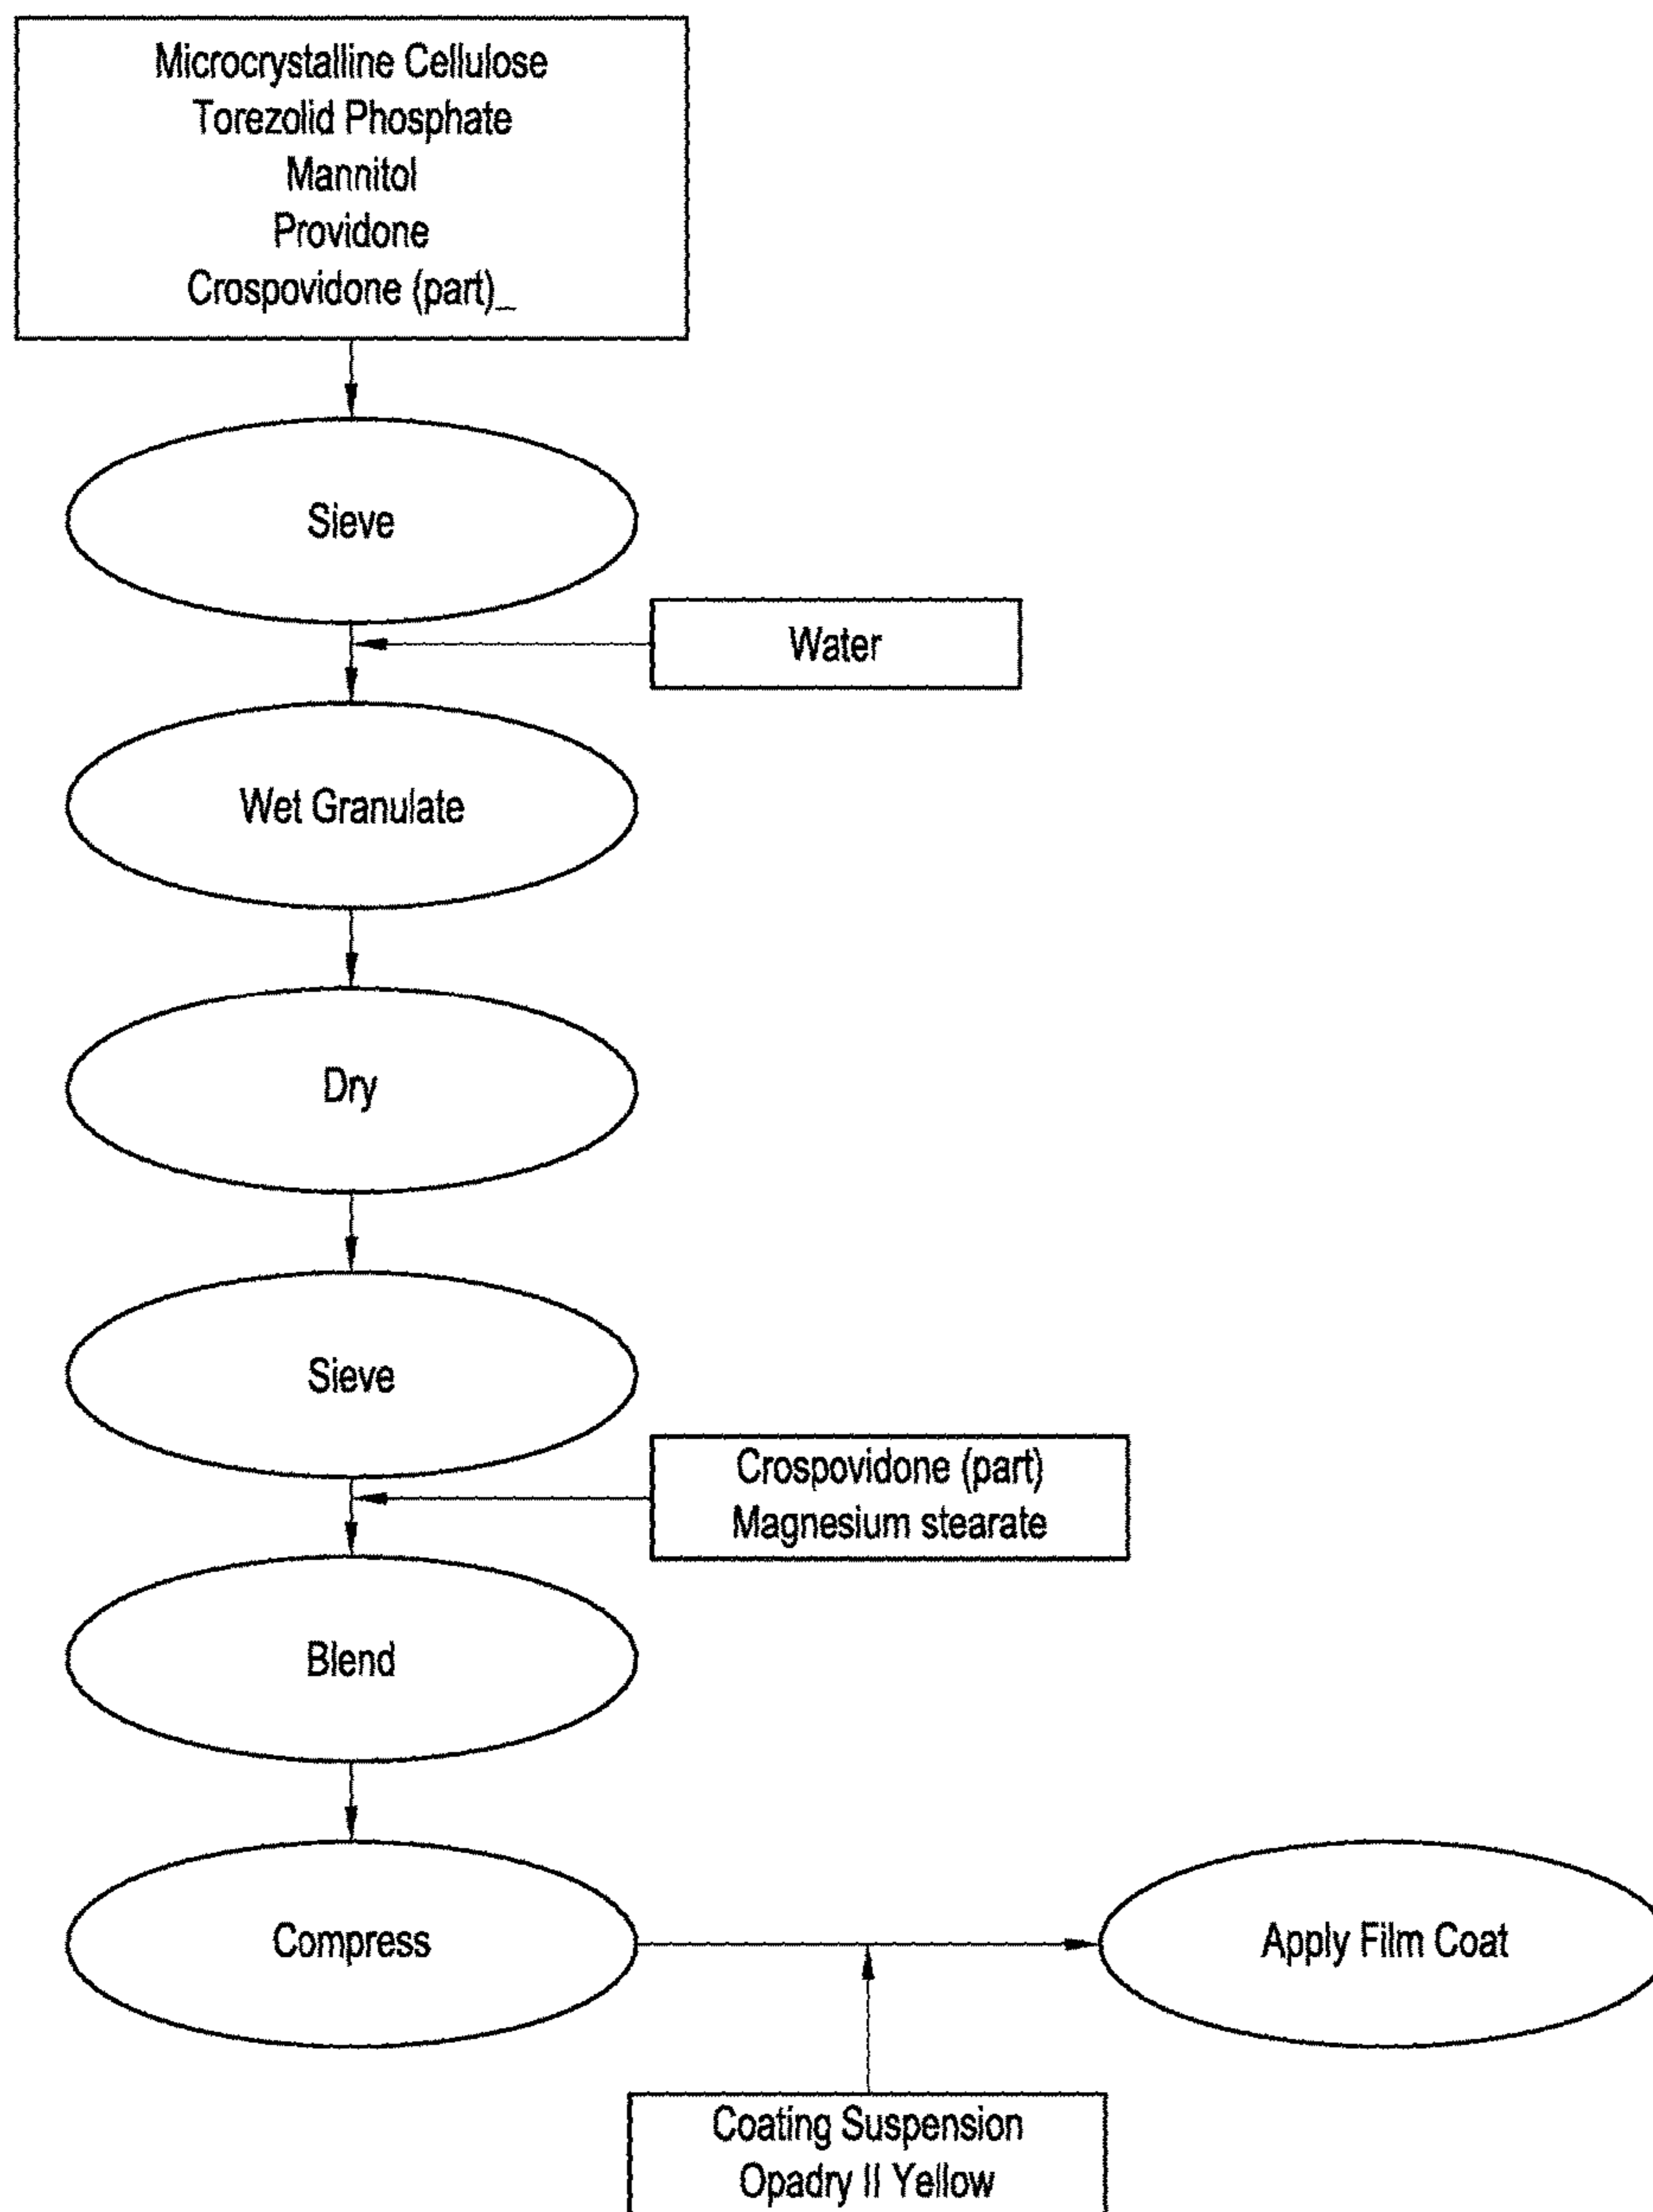 Microcrystalline Cellulose
Torezolid Phosphate
Mannitol
Providone
Crospovidone (part)_
Sieve
Water
Wet Granulate
Dry
Sieve
Crospovidone (part)
Magnesium stearate
Blend
Compress
Apply Film Coat
Coating Suspension
Opadry II Yellow